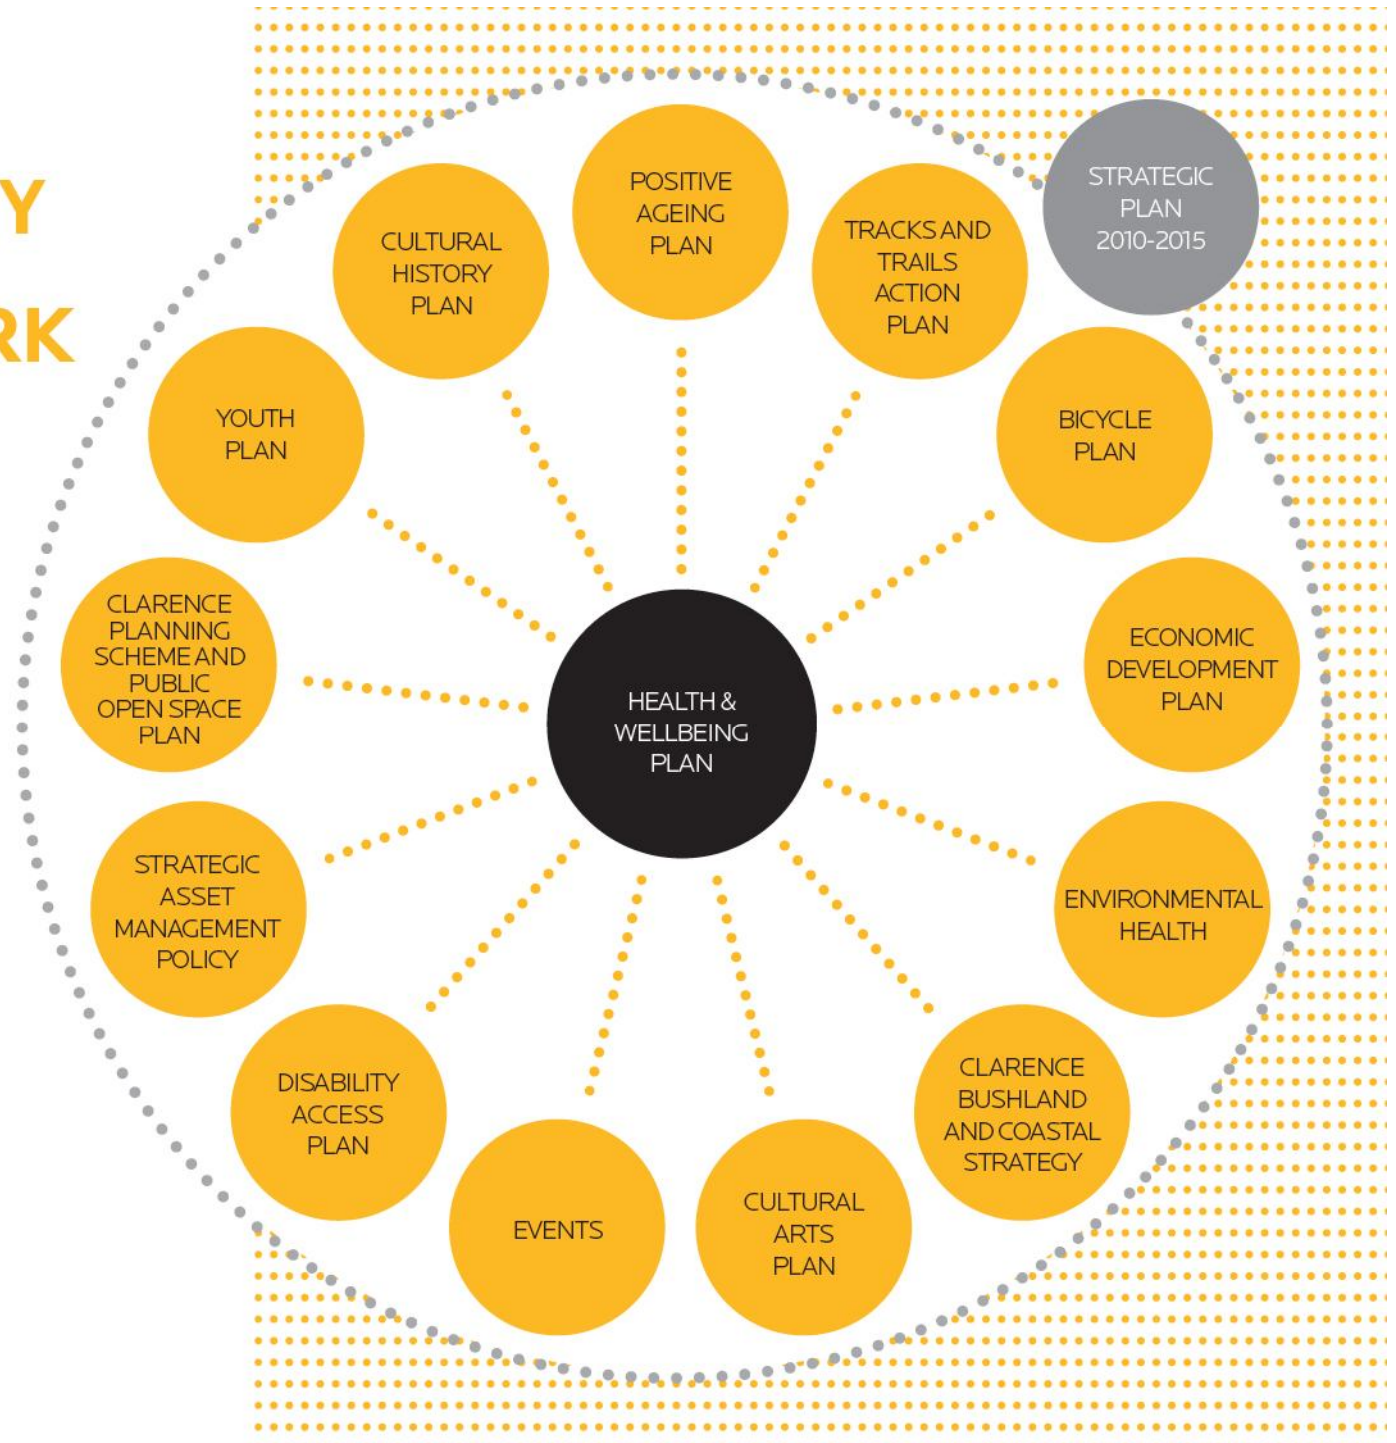 Y
RK
POSITIVE
AGEING
PLAN
TRACKS AND
TRAILS
ACTION
PLAN
STRATEGIC
PLAN
2010-2015
BICYCLE
PLAN
ECONOMIC
DEVELOPMENT
PLAN
ENVIRONMENTAL
HEALTH
CLARENCE
BUSHLAND
AND COASTAL
STRATEGY
CULTURAL
ARTS
PLAN
EVENTS
DISABILITY
ACCESS
PLAN
STRATEGIC
ASSET
MANAGEMENT
POLICY
CLARENCE
PLANNING
SCHEME AND
PUBLIC
OPEN SPACE
PLAN
YOUTH
PLAN
CULTURAL
HISTORY
PLAN
HEALTH &
WELLBEING
PLAN